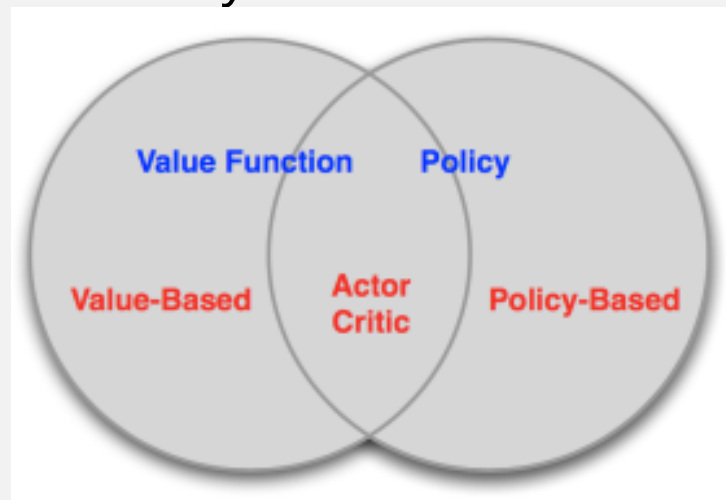 Value Function Policy
Value-Based
Actor
Critic
Policy-Based